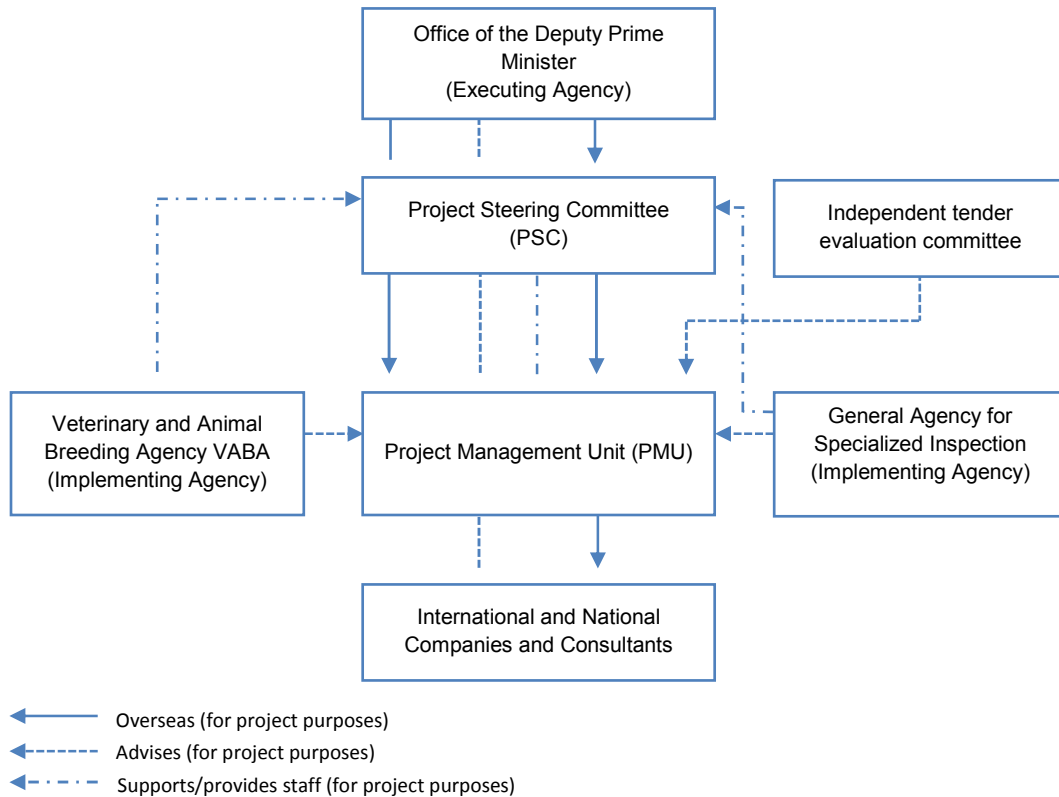 Office of the Deputy Prime
Minister
(Executing Agency)
Project Steering Committee
(PSC)
Independent tender
evaluation committee
Veterinary and Animal
Breeding Agency VABA
(Implementing Agency)
Project Management Unit (PMU)
General Agency for
Specialized Inspection
(Implementing Agency)
International and National
Companies and Consultants
Overseas (for project purposes)
Advises (for project purposes)
Supports/provides staff (for project purposes)